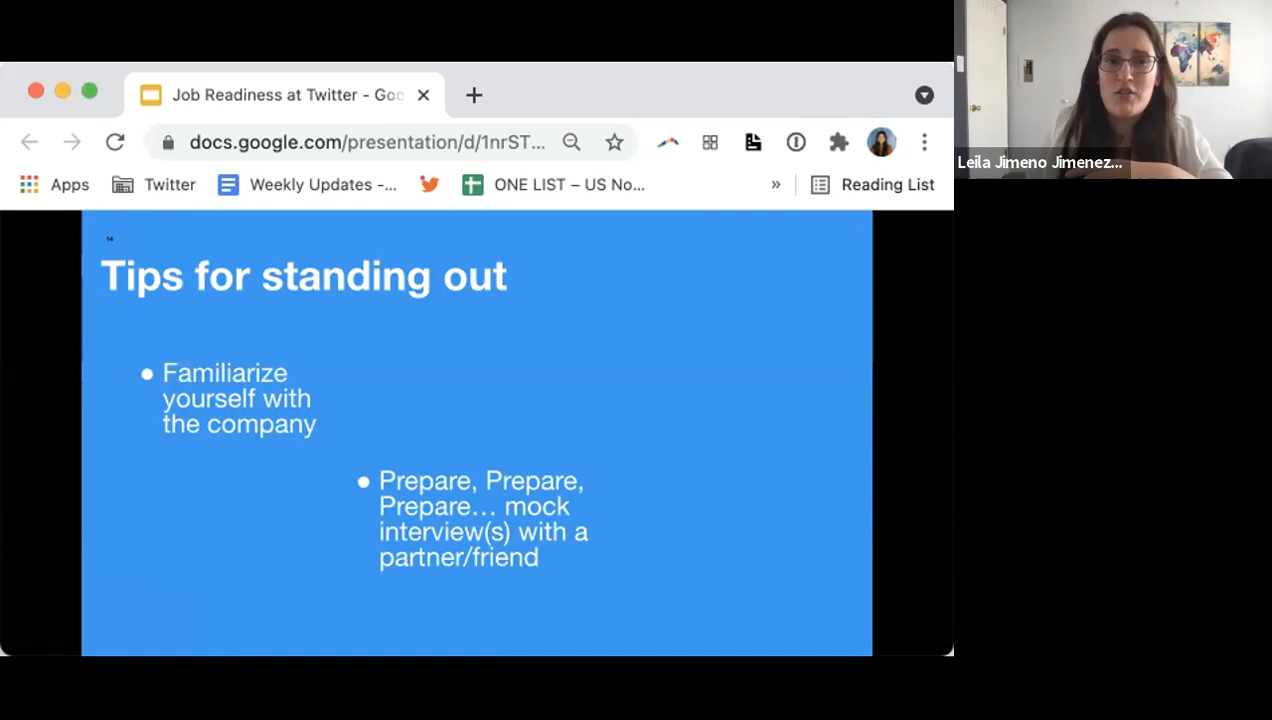 Job Readiness at Twitter - Goo
docs.google.com/presentation/d/1nrST...
Apps
Twitter
Weekly Updates -...
ONE LIST – US No...
»
Reading List
Leila Jimeno Jimenez...
14
Tips for standing out
● Familiarize
yourself with
the company
● Prepare, Prepare,
Prepare... mock
interview(s) with a
partner/friend